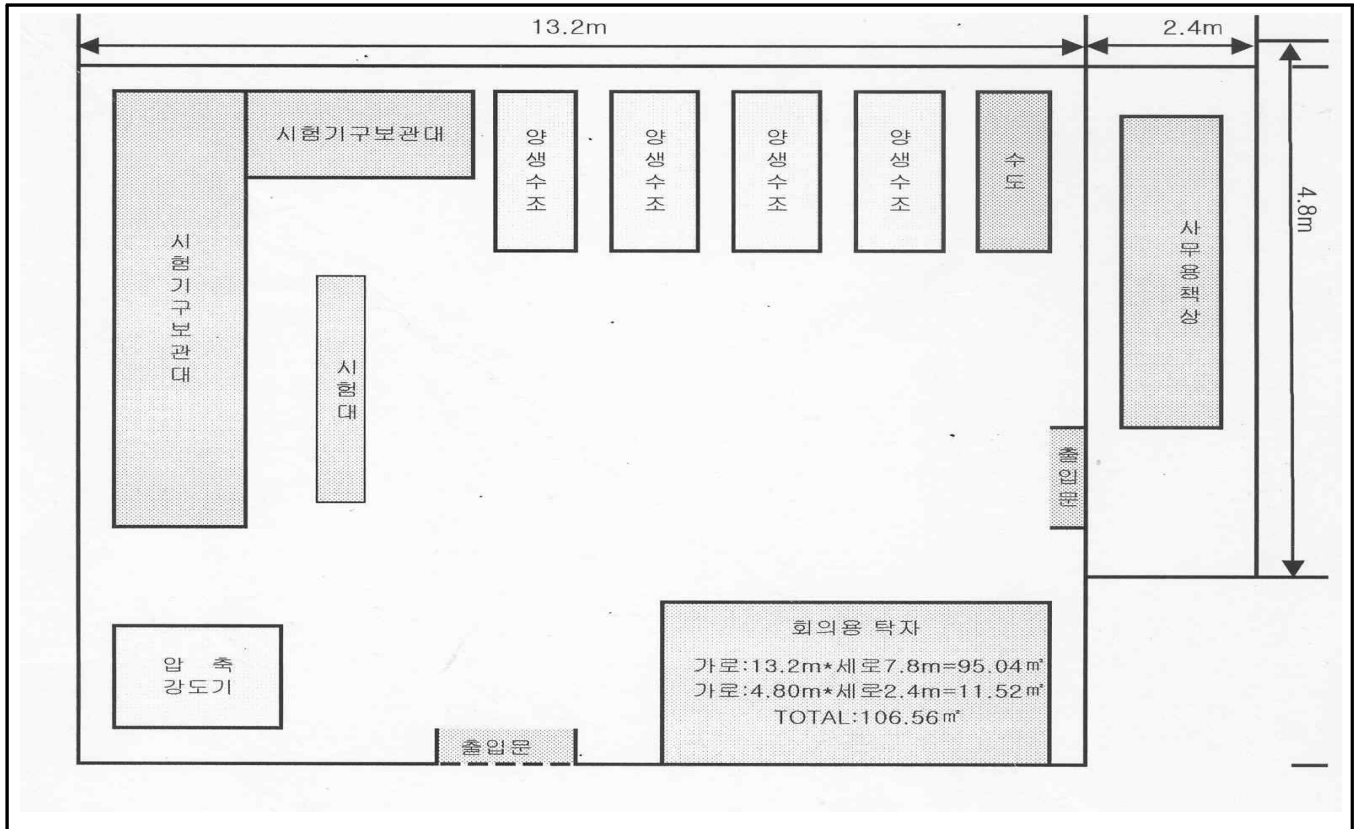 13.2m
2.4m
4.8m
시험기구보관대
시험기구보관대
양생수조
양생수조
양생수조
양생수조
수도
사무용책상
시험대
출입문
압 축
강도기
출입문
회의용 탁자
가로:13.2m*세로7.8m=95.04㎡
가로:4.80m*세로2.4m=11.52㎡
TOTAL:106.56㎡